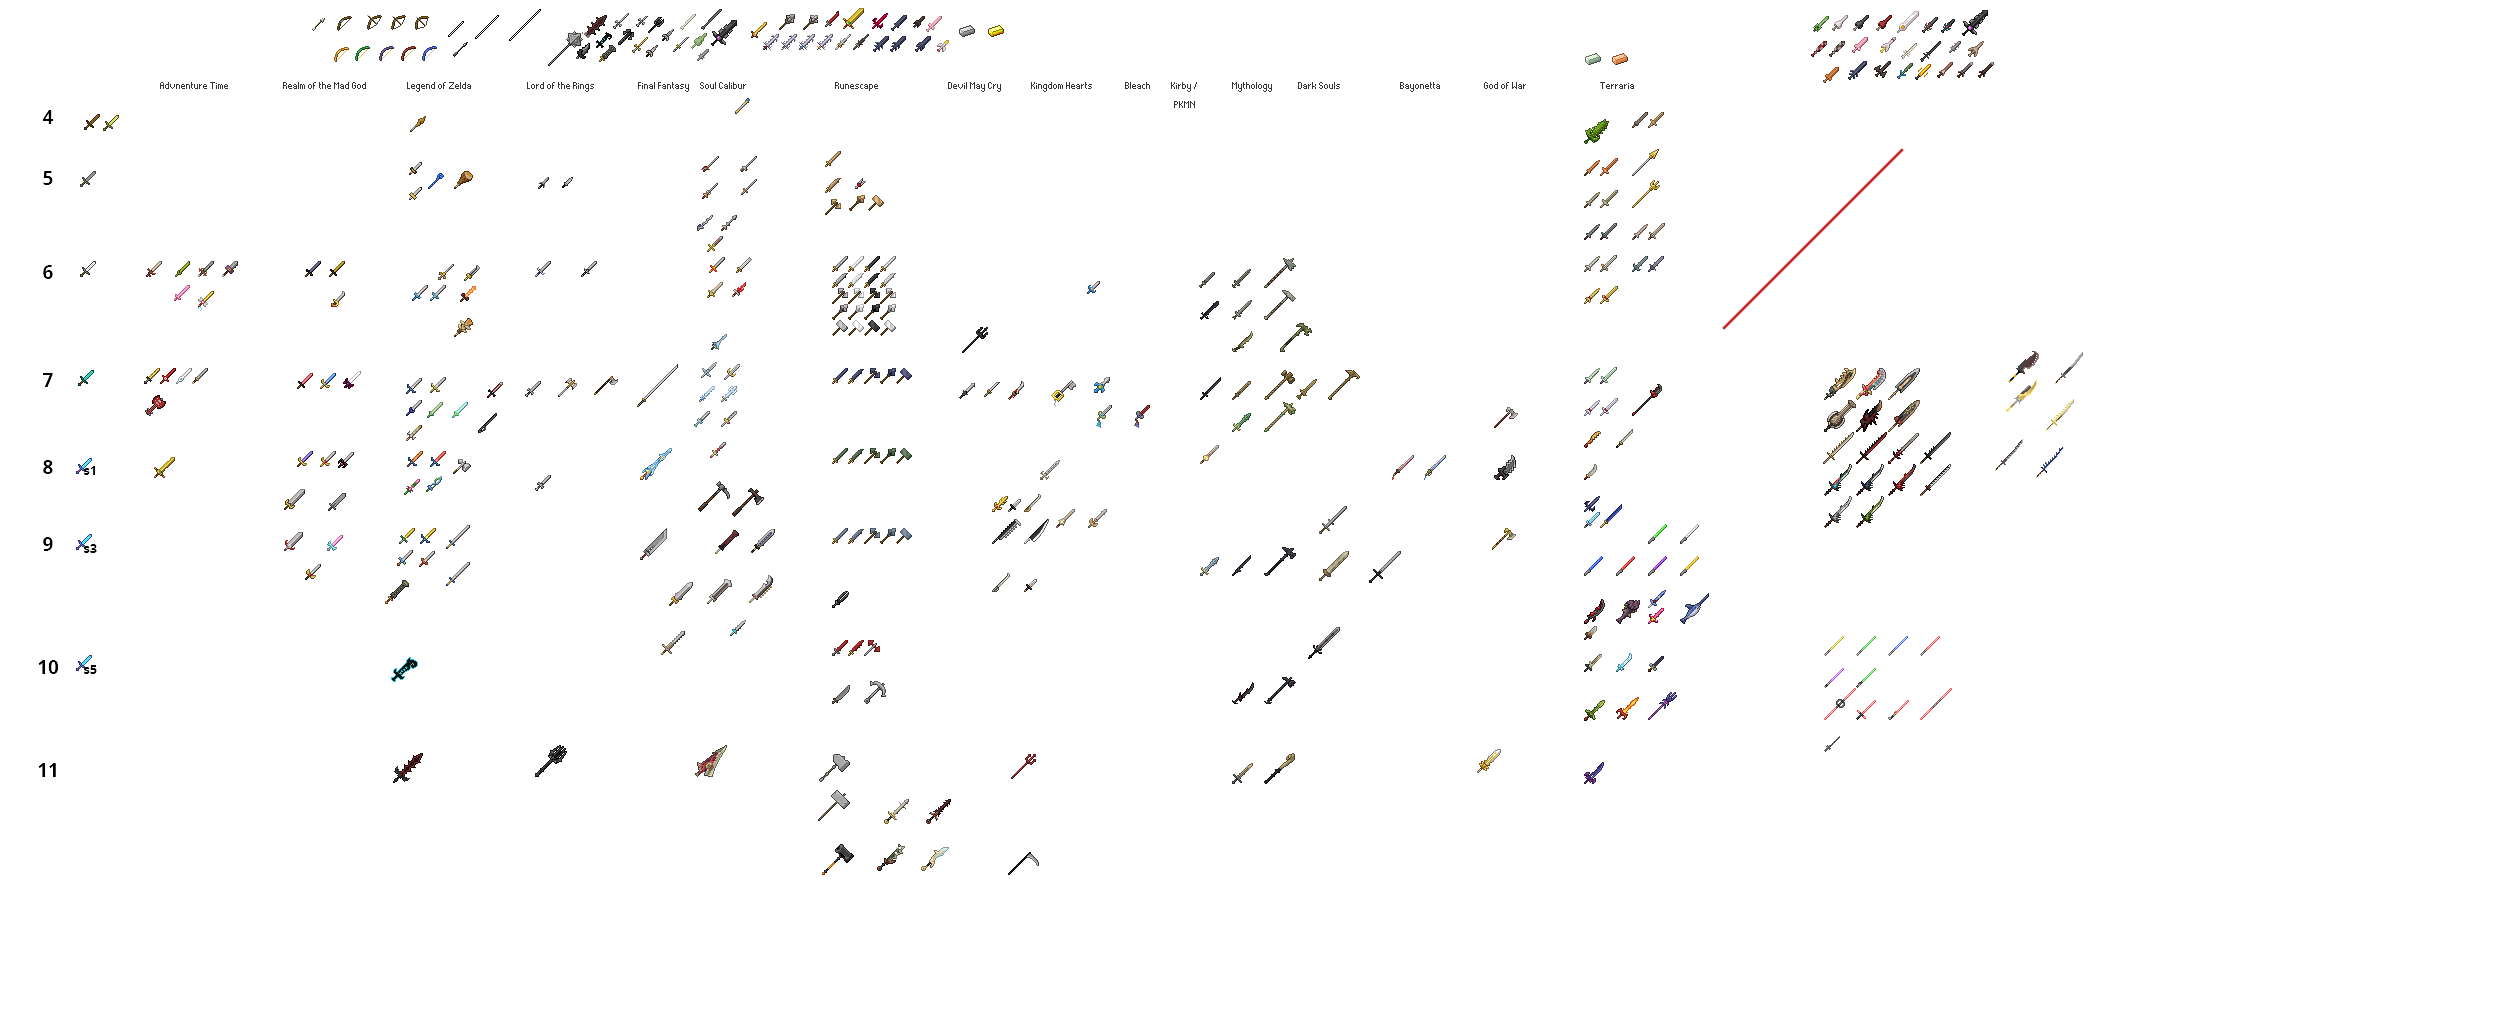 Advnenture Time
Realm of the Mad God
Legend of Zelda
Lord of the Rings
Final Fantasy
Soul Calibur
Runescape
Devil May Cry
Kingdom Hearts
Bleach
Kirby /
PKMN
Mythology
Dark Souls
Bayonetta
God of War
Terraria
4
5
6
7
8
s1
9
s3
10
s5
11